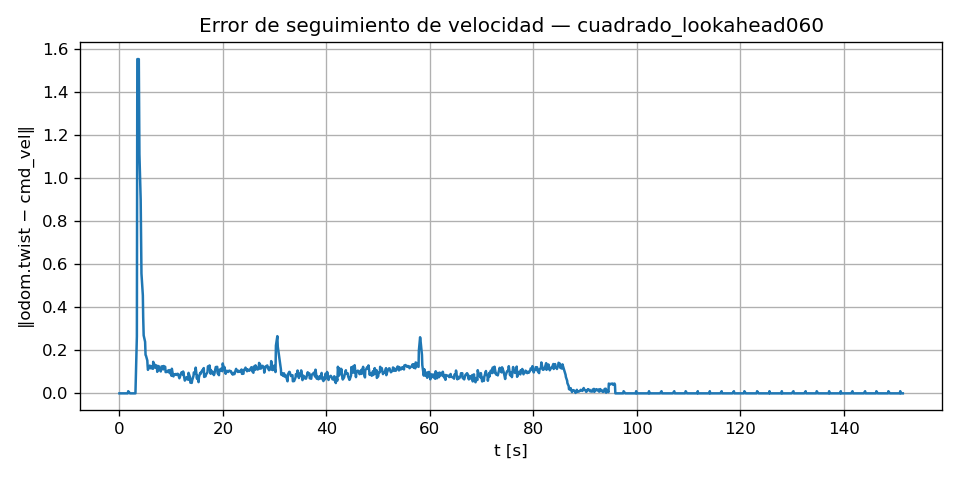 Error de seguimiento de velocidad — cuadrado_lookahead060
‖odom.twist − cmd_vel‖
1.6
1.4
1.2
1.0
0.8
0.6
0.4
0.2
0.0
0 20 40 60 80 100 120 140
t [s]